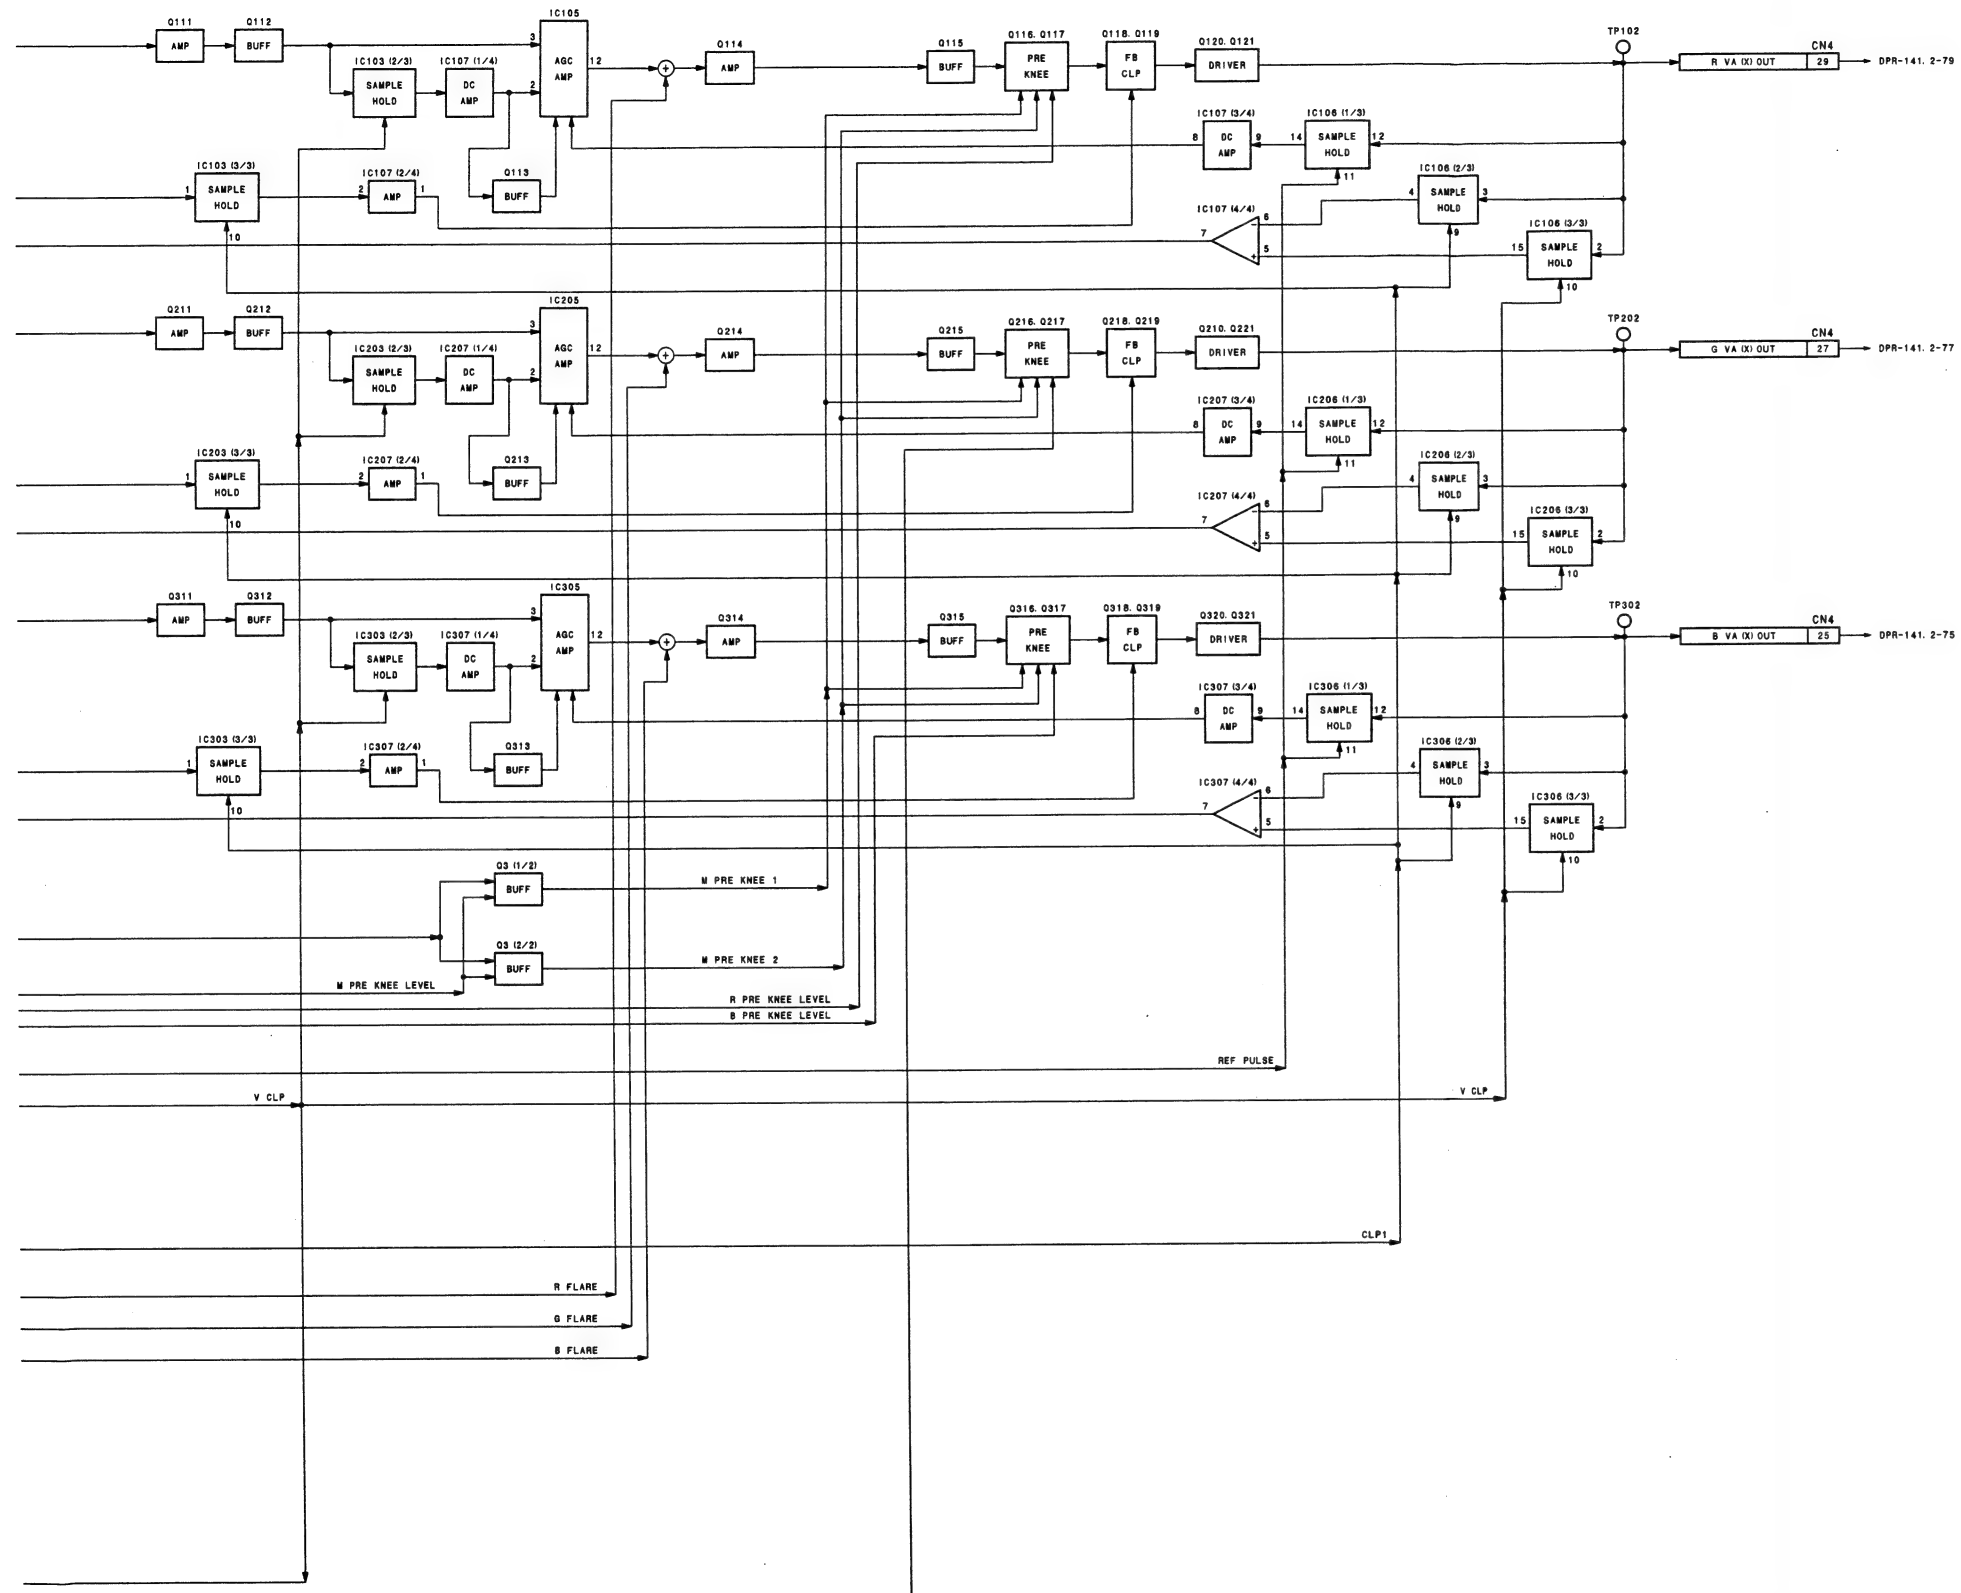 IC105
Q111
Q112
AMP
BUFF
3
AGC
AMP
12
+
Q114
AMP
Q115
BUFF
Q116. Q117
PRE
KNEE
Q118. Q119
FB
CLP
Q120. Q121
DRIVER
TP102
CN4
R VA (X) OUT
29
DPR-141. 2-79
IC103 (2/3)
SAMPLE
HOLD
IC107 (1/4)
DC
AMP
2
IC107 (3/4)
8
DC
AMP
9
IC106 (1/3)
14
SAMPLE
HOLD
12
11
IC103 (3/3)
1
SAMPLE
HOLD
10
IC107 (2/4)
2
AMP
1
Q113
BUFF
IC106 (2/3)
4
SAMPLE
HOLD
3
9
IC107 (4/4)
7
6
-
5
+
IC106 (3/3)
15
SAMPLE
HOLD
2
10
IC205
Q211
Q212
AMP
BUFF
3
AGC
AMP
12
+
Q214
AMP
Q215
BUFF
Q216. Q217
PRE
KNEE
Q218. Q219
FB
CLP
Q210. Q221
DRIVER
TP202
CN4
G VA (X) OUT
27
DPR-141. 2-77
IC203 (2/3)
SAMPLE
HOLD
IC207 (1/4)
DC
AMP
2
IC207 (3/4)
8
DC
AMP
9
IC206 (1/3)
14
SAMPLE
HOLD
12
11
IC203 (3/3)
1
SAMPLE
HOLD
10
IC207 (2/4)
2
AMP
1
Q213
BUFF
IC206 (2/3)
4
SAMPLE
HOLD
3
9
IC207 (4/4)
7
6
-
5
+
IC206 (3/3)
15
SAMPLE
HOLD
2
10
IC305
Q311
Q312
AMP
BUFF
3
AGC
AMP
12
+
Q314
AMP
Q315
BUFF
Q316. Q317
PRE
KNEE
Q318. Q319
FB
CLP
Q320. Q321
DRIVER
TP302
CN4
B VA (X) OUT
25
DPR-141. 2-75
IC303 (2/3)
SAMPLE
HOLD
IC307 (1/4)
DC
AMP
2
IC307 (3/4)
8
DC
AMP
9
IC306 (1/3)
14
SAMPLE
HOLD
12
11
IC303 (3/3)
1
SAMPLE
HOLD
10
IC307 (2/4)
2
AMP
1
Q313
BUFF
IC306 (2/3)
4
SAMPLE
HOLD
3
9
IC307 (4/4)
7
6
-
5
+
IC306 (3/3)
15
SAMPLE
HOLD
2
10
Q3 (1/2)
BUFF
M PRE KNEE 1
Q3 (2/2)
BUFF
M PRE KNEE 2
M PRE KNEE LEVEL
R PRE KNEE LEVEL
B PRE KNEE LEVEL
REF PULSE
V CLP
V CLP
CLP1
R FLARE
G FLARE
B FLARE